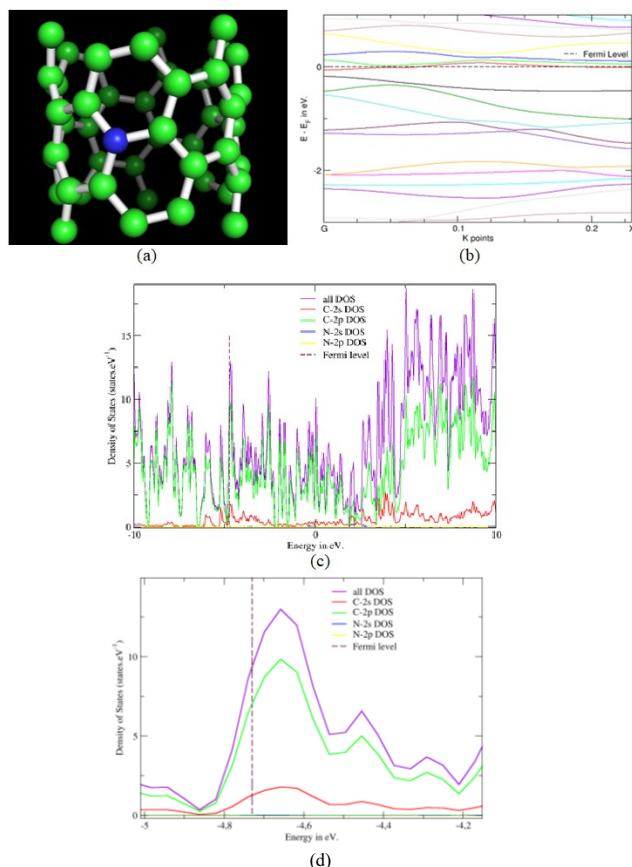 (a)
0
-2
E - E_F in eV.
Fermi Level
G
0.1
0.2
X
K points
(b)
15
10
5
0
Density of States (states.eV⁻¹)
all DOS
C-2s DOS
C-2p DOS
N-2s DOS
N-2p DOS
Fermi level
-10
-5
0
5
10
Energy in eV.
(c)
10
5
0
Density of States (states.eV⁻¹)
all DOS
C-2s DOS
C-2p DOS
N-2s DOS
N-2p DOS
Fermi level
-5
-4,8
-4,6
-4,4
-4,2
Energy in eV.
(d)